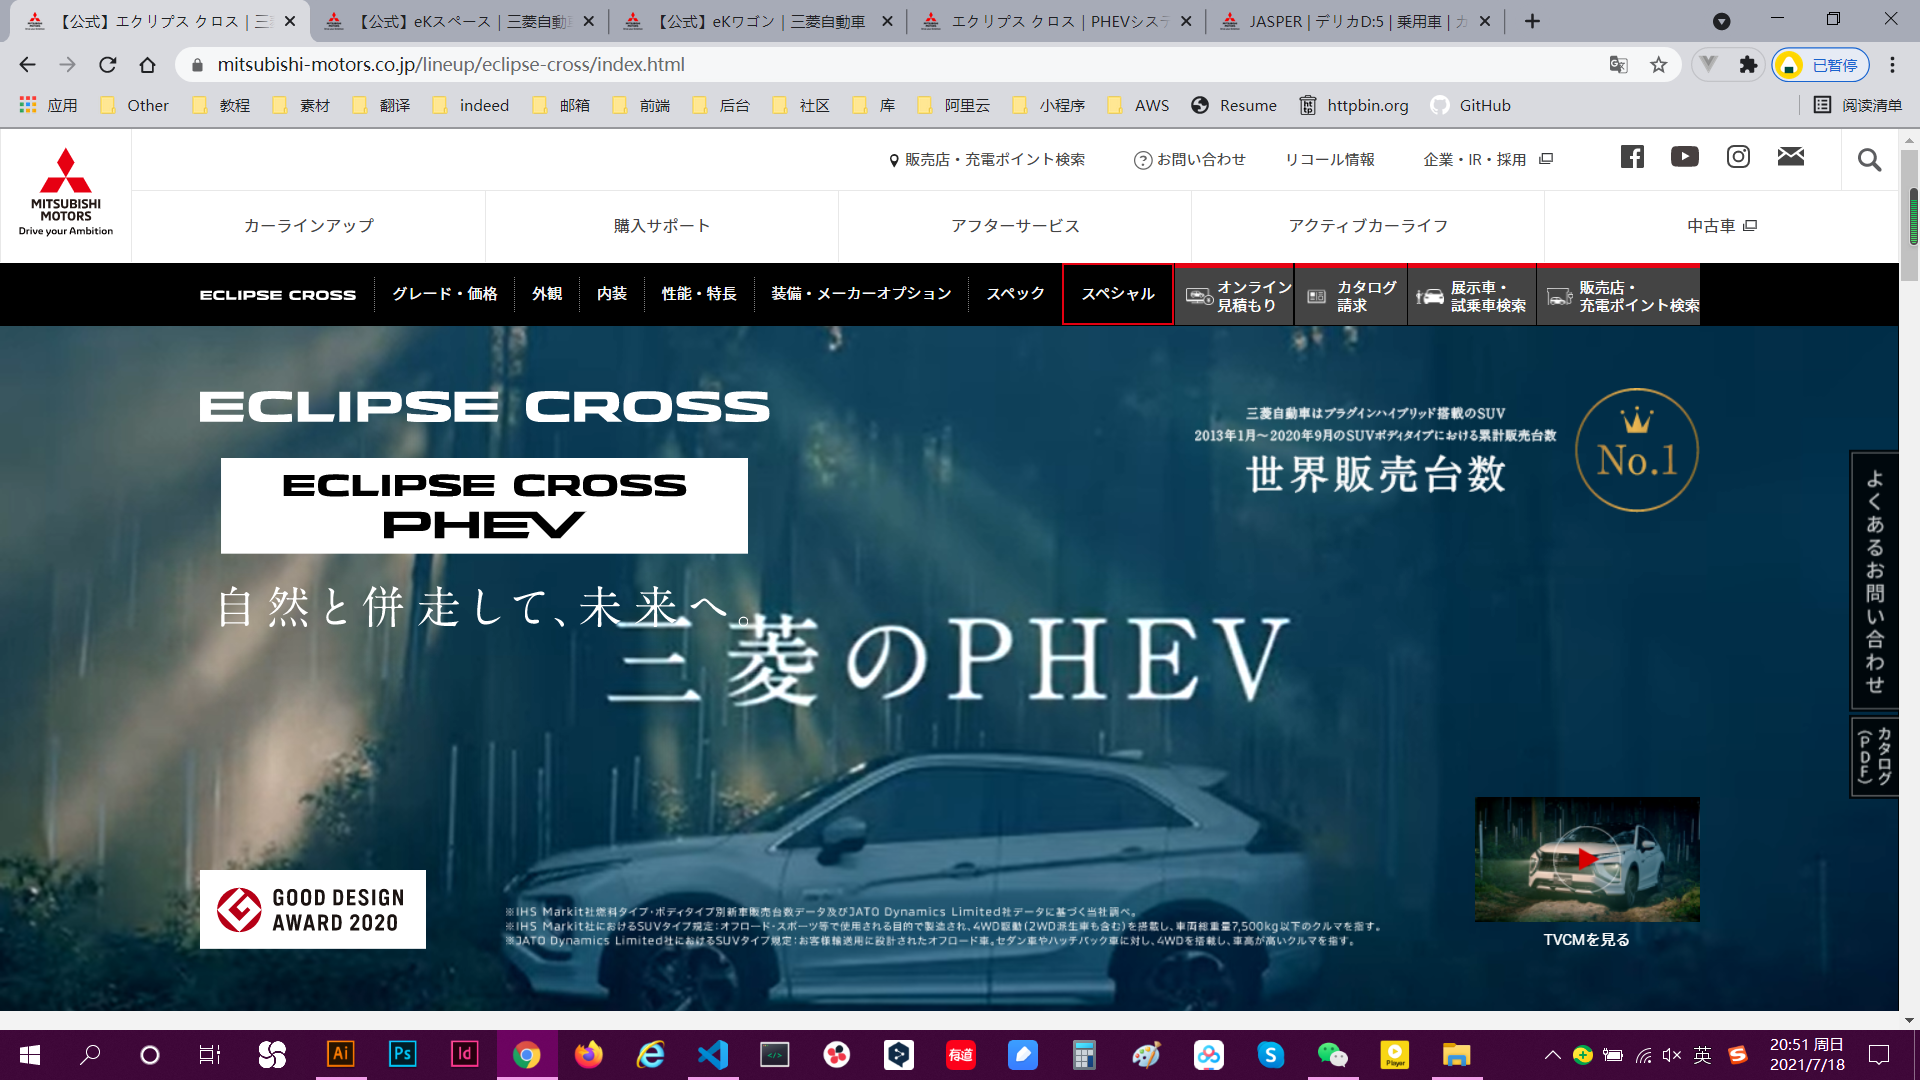 【公式】エクリプス クロス | 三
【公式】eKスペース | 三菱自動
【公式】eKワゴン | 三菱自動車
エクリプス クロス | PHEVシステ
JASPER | デリカD:5 | 乗用車 | カ
mitsubishi-motors.co.jp/lineup/eclipse-cross/index.html
已暂停
应用
Other
教程
素材
翻译
indeed
邮箱
前端
后台
社区
库
阿里云
小程序
AWS
Resume
httpbin.org
GitHub
阅读清单
MITSUBISHI
MOTORS
Drive your Ambition
販売店・充電ポイント検索
お問い合わせ
リコール情報
企業・IR・採用
カーラインアップ
購入サポート
アフターサービス
アクティブカーライフ
中古車
ECLIPSE CROSS
グレード・価格
外観
内装
性能・特長
装備・メーカーオプション
スペック
スペシャル
オンライン
見積もり
カタログ
請求
展示車・
試乗車検索
販売店・
充電ポイント検索
ECLIPSE CROSS
ECLIPSE CROSS
PHEV
自然と併走して、未来へ。
三菱自動車はプラグインハイブリッド搭載のSUV
2013年1月～2020年9月のSUVボディタイプにおける累計販売台数
世界販売台数
No.1
三菱のPHEV
よくあるお問い合わせ
カタログ
(PDF)
TVCMを見る
GOOD DESIGN
AWARD 2020
※IHS Markit社燃料タイプ・ボディタイプ別新車販売台数データ及びJATO Dynamics Limited社データに基づく当社調べ。
※IHS Markit社におけるSUVタイプ規定：オフロード・スポーツ等で使用される目的で製造され、4WD駆動(2WD派生車も含む)を搭載し、車両総重量7,500kg以下のクルマを指す。
※JATO Dynamics Limited社におけるSUVタイプ規定：お客様輸送用に設計されたオフロード車。セダン車やハッチバック車に対し、4WDを搭載し、車高が高いクルマを指す。
Ai
Ps
Id
有道
Player
英
20:51 周日
2021/7/18